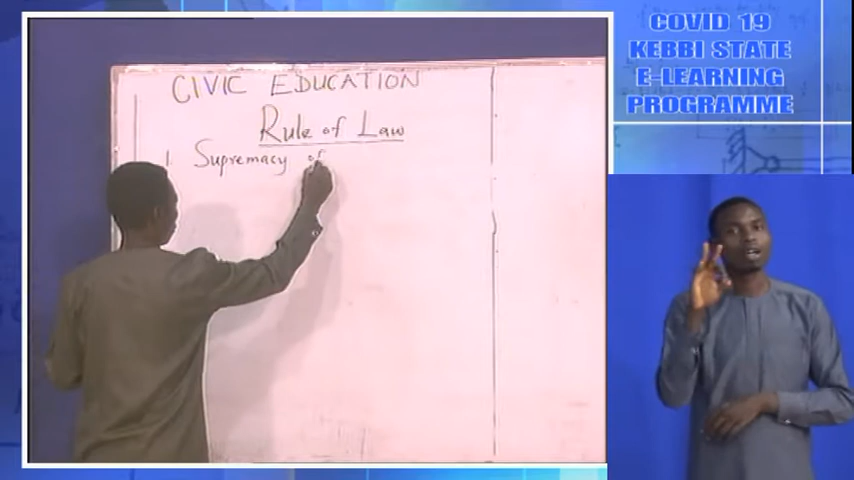 CIVIC EDUCATION
Rule of Law
1 Supremacy of
COVID 19
KEBBI STATE
E-LEARNING
PROGRAMME